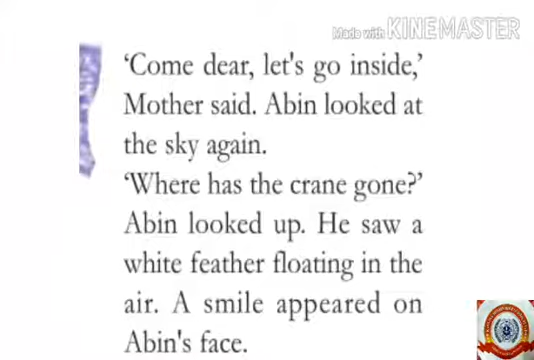 Made with KINEMASTER
‘Come dear, let's go inside,’
Mother said. Abin looked at
the sky again.
‘Where has the crane gone?’
Abin looked up. He saw a
white feather floating in the
air. A smile appeared on
Abin's face.